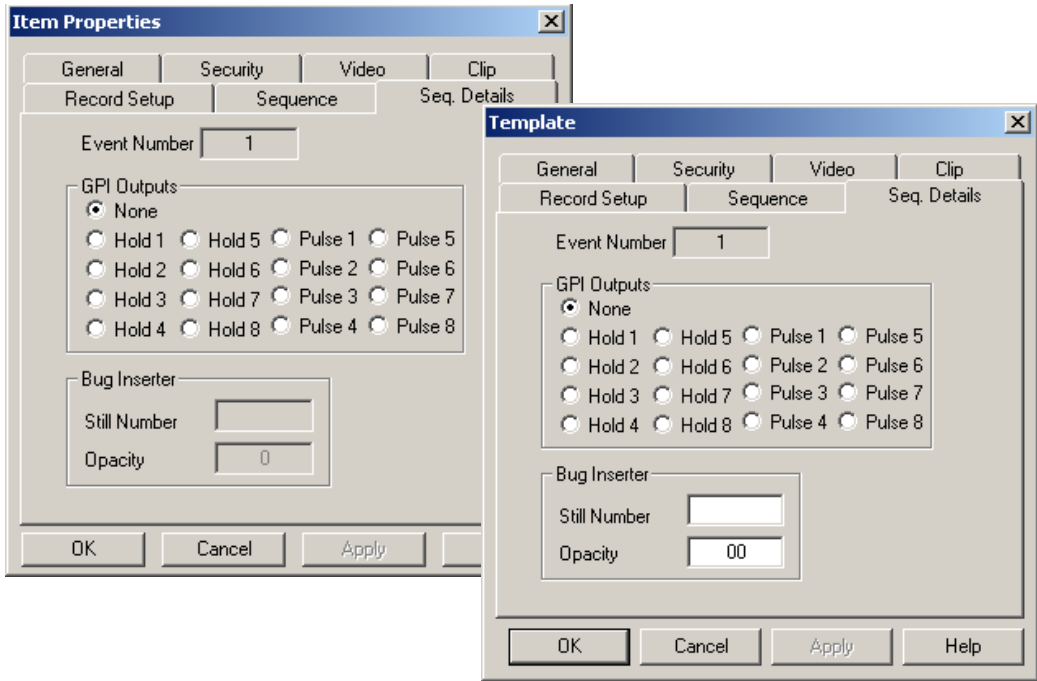 Item Properties
General Security Video Clip
Record Setup Sequence Seq. Details
Event Number 1
GPI Outputs
None
Hold 1 Hold 5 Pulse 1 Pulse 5
Hold 2 Hold 6 Pulse 2 Pulse 6
Hold 3 Hold 7 Pulse 3 Pulse 7
Hold 4 Hold 8 Pulse 4 Pulse 8
Bug Inserter
Still Number
Opacity 0
OK Cancel Apply
Template
General Security Video Clip
Record Setup Sequence Seq. Details
Event Number 1
GPI Outputs
None
Hold 1 Hold 5 Pulse 1 Pulse 5
Hold 2 Hold 6 Pulse 2 Pulse 6
Hold 3 Hold 7 Pulse 3 Pulse 7
Hold 4 Hold 8 Pulse 4 Pulse 8
Bug Inserter
Still Number
Opacity 00
OK Cancel Apply Help